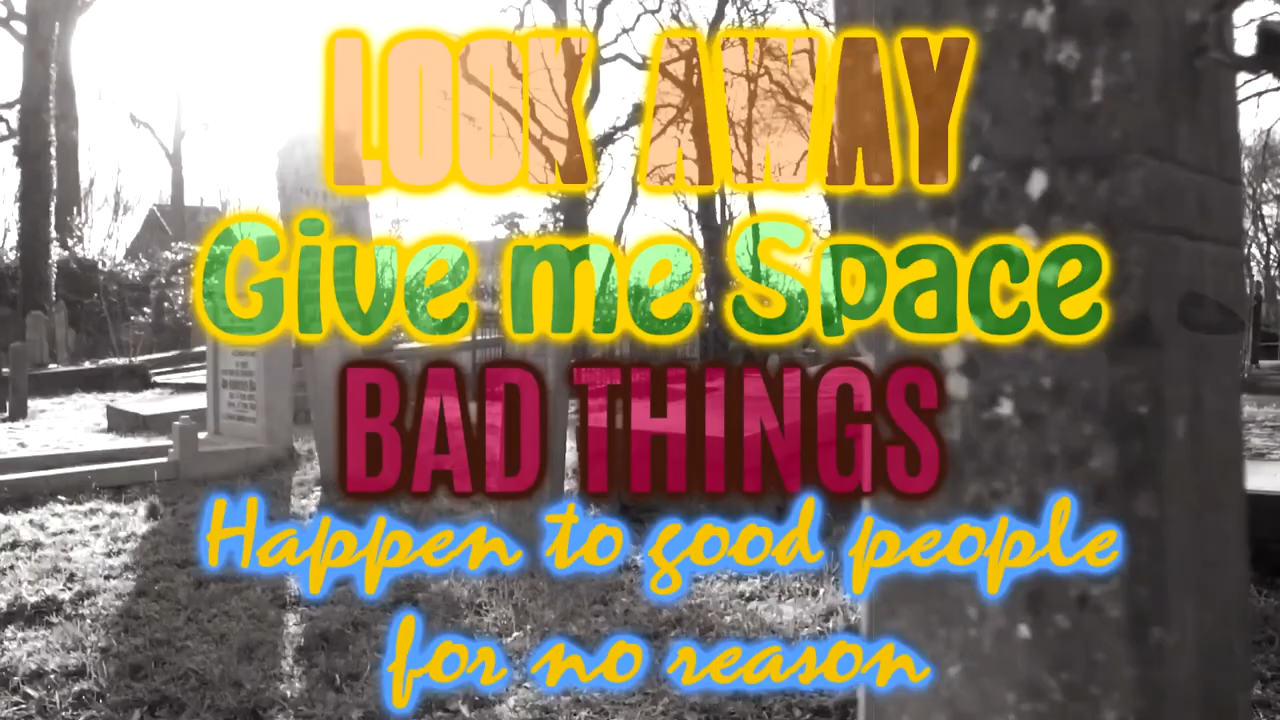 LOOK AWAY
Give me Space
BAD THINGS
Happen to good people
for no reason